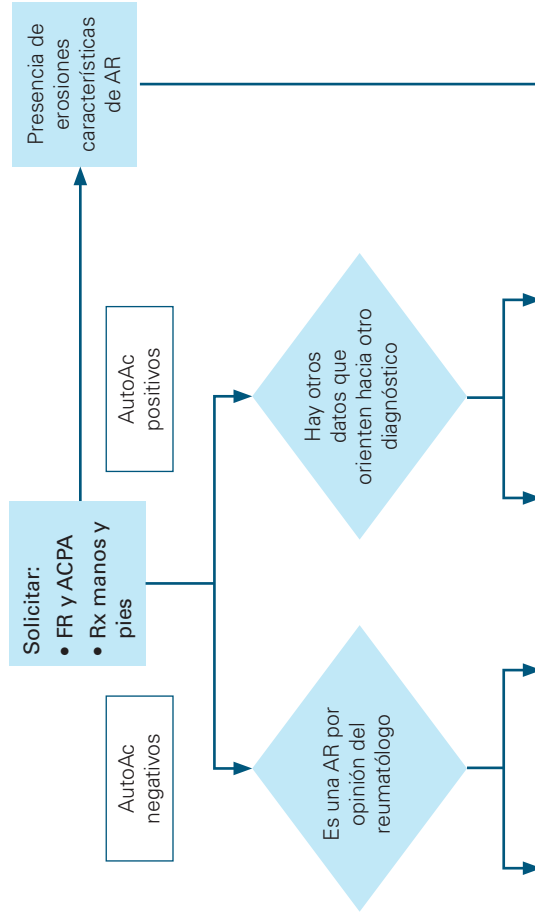 Solicitar:
• FR y ACPA
• Rx manos y
pies
Presencia de
erosiones
características
de AR
AutoAc
negativos
AutoAc
positivos
Es una AR por
opinión del
reumatólogo
Hay otros
datos que
orienten hacia otro
diagnóstico